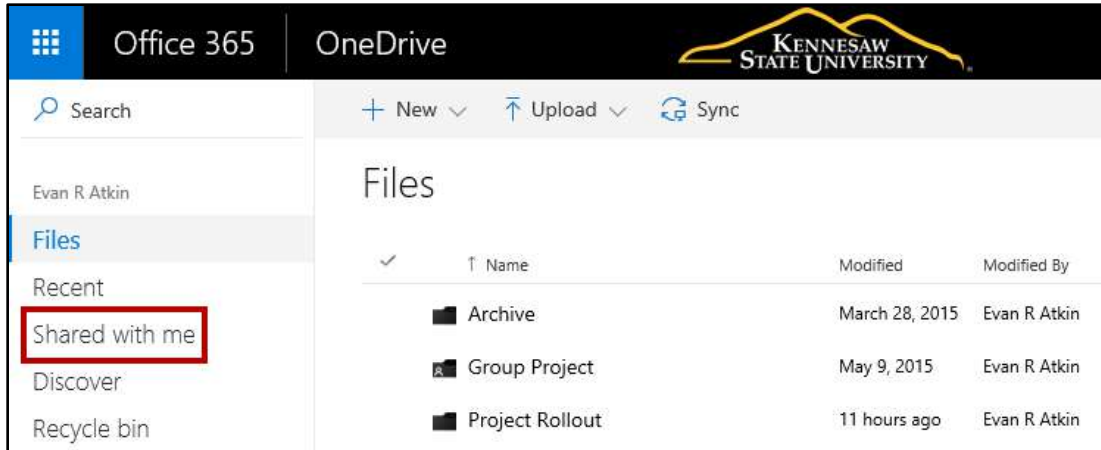 Office 365
OneDrive
KENNESAW
STATE UNIVERSITY
Search
New
Upload
Sync
Evan R Atkin
Files
Recent
Shared with me
Discover
Recycle bin
Files
↑ Name Modified Modified By
Archive March 28, 2015 Evan R Atkin
Group Project May 9, 2015 Evan R Atkin
Project Rollout 11 hours ago Evan R Atkin